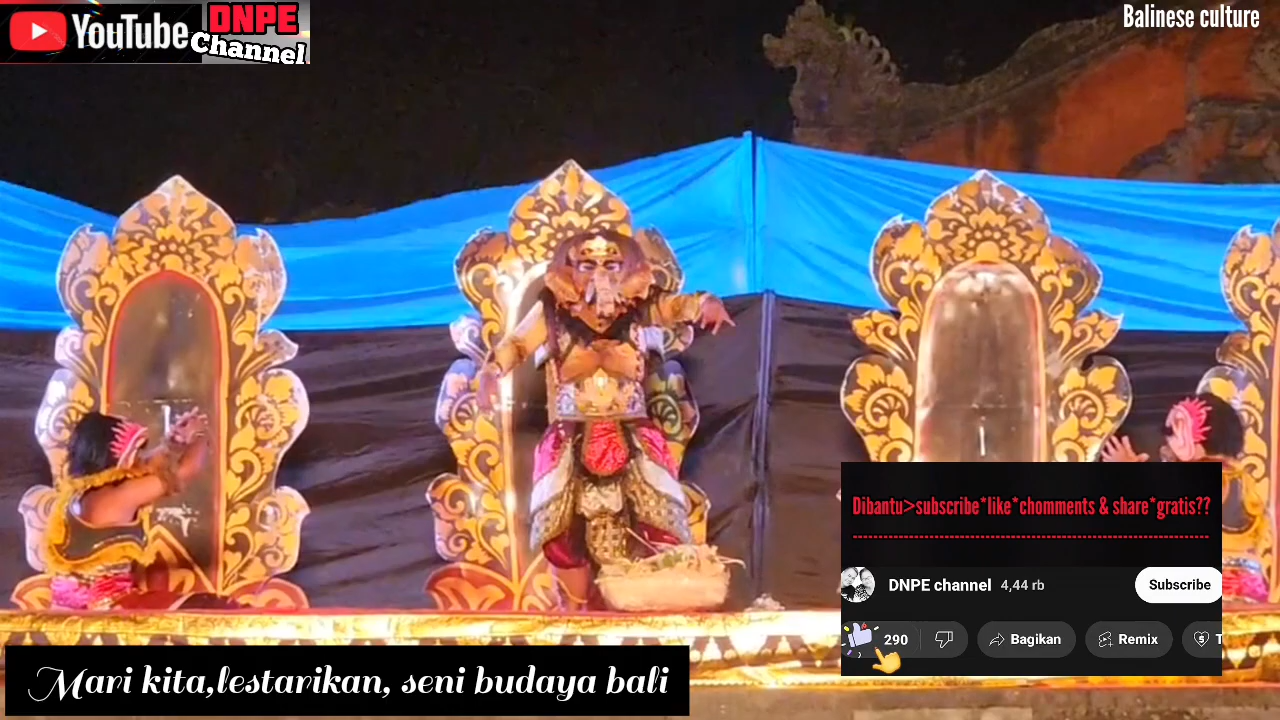 YouTube
DNPE
Channel
Balinese culture
Dibantu>subscribe*like*chomments & share*gratis??
DNPE channel 4,44 rb Subscribe
290 Bagikan Remix T
Mari kita,lestarikan, seni budaya bali